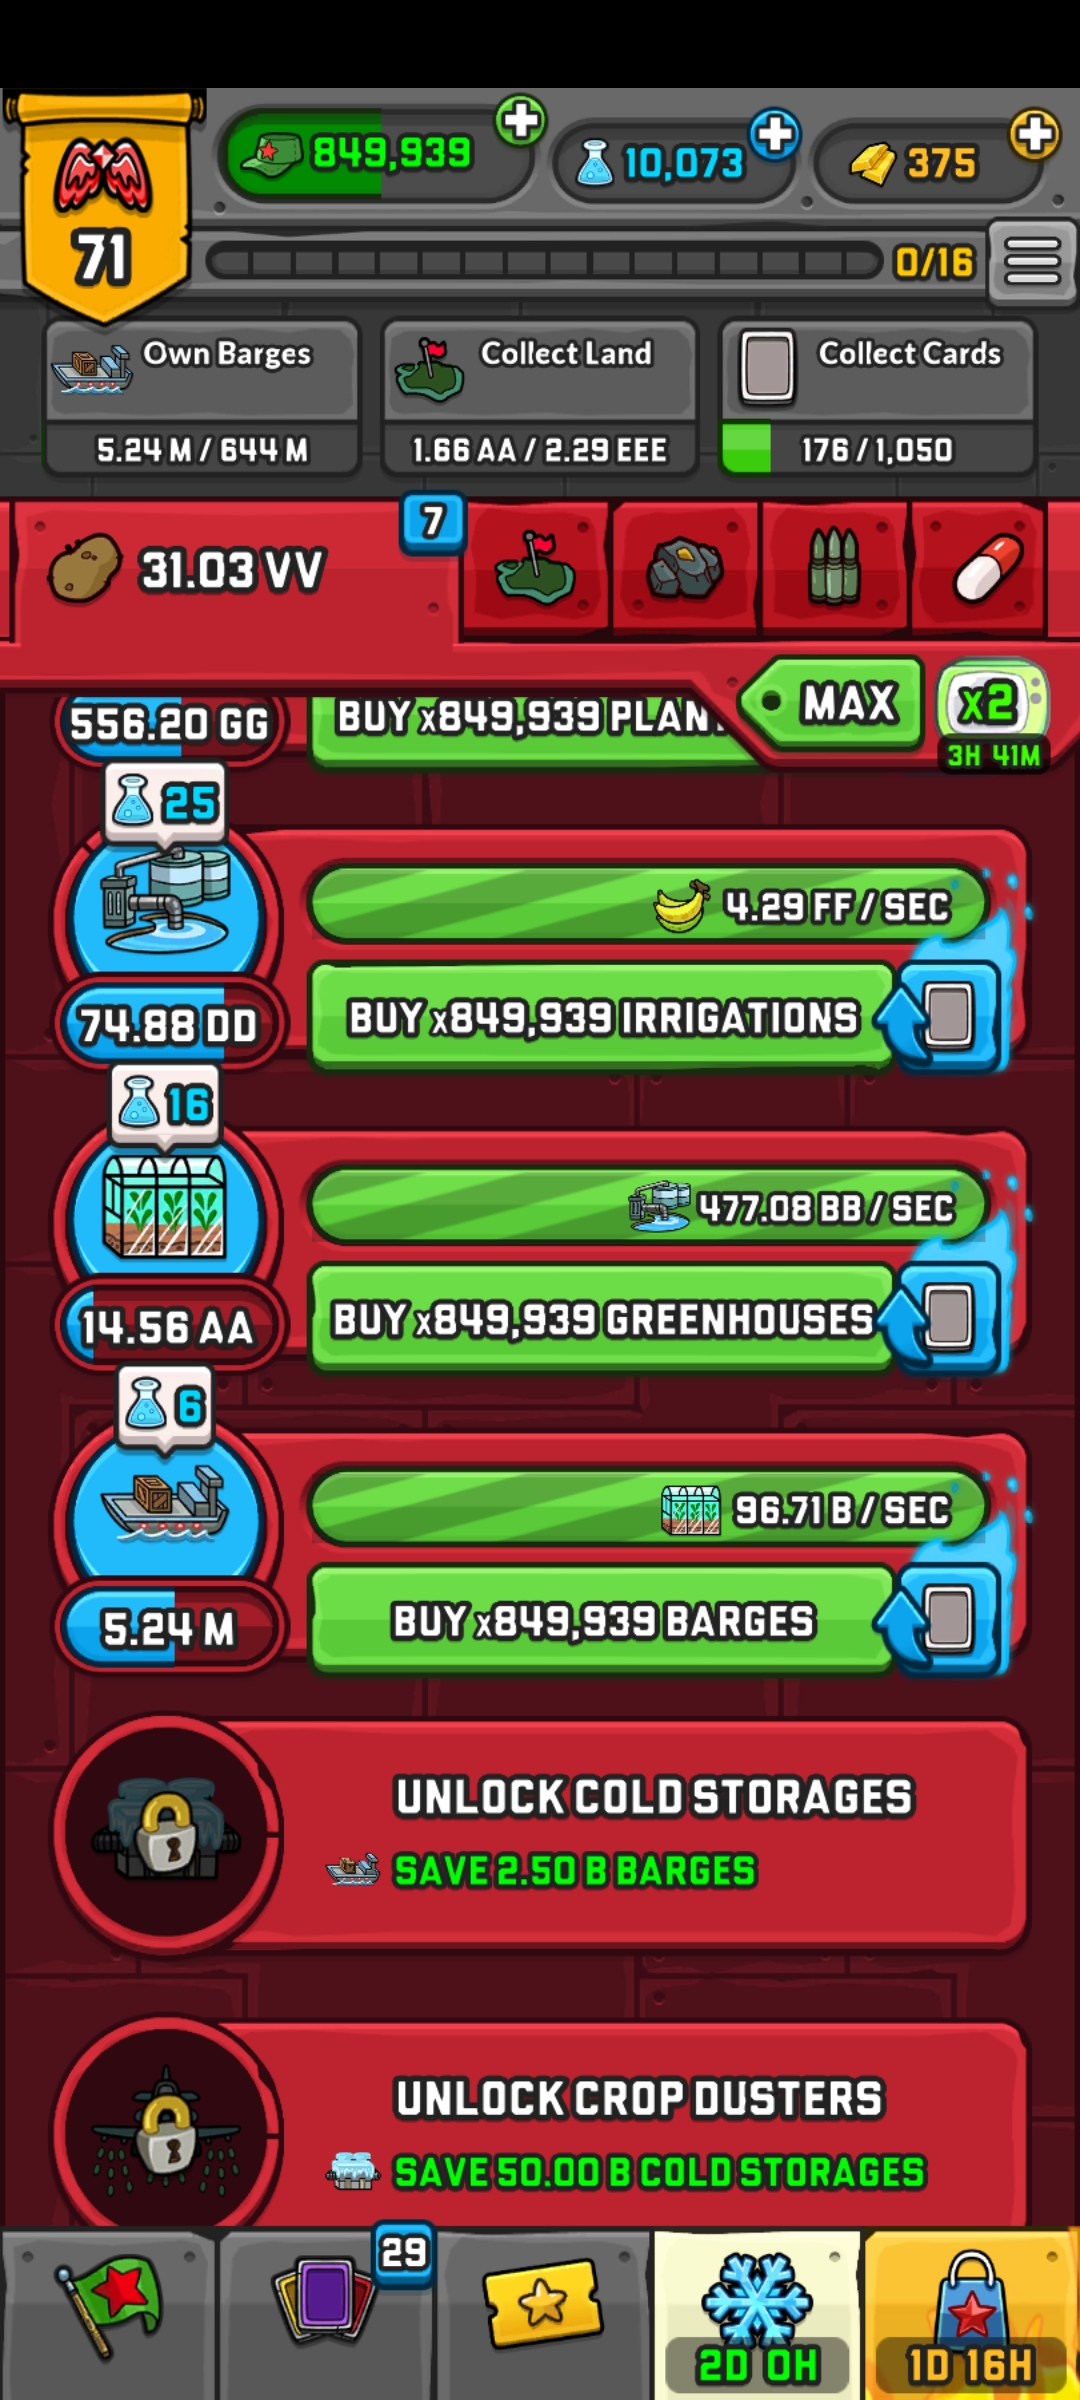 849,939
10,073
375
71
0/16
Own Barges
5.24 M / 644 M
Collect Land
1.66 AA / 2.29 EEE
Collect Cards
176 / 1,050
31.03 VV
7
MAX
x2
3H 41M
556.20 GG
BUY x849,939 PLAN
25
4.29 FF / SEC
74.88 DD
BUY x849,939 IRRIGATIONS
16
477.08 BB / SEC
14.56 AA
BUY x849,939 GREENHOUSES
6
96.71 B / SEC
5.24 M
BUY x849,939 BARGES
UNLOCK COLD STORAGES
SAVE 2.50 B BARGES
UNLOCK CROP DUSTERS
SAVE 50.00 B COLD STORAGES
29
2D 0H
1D 16H